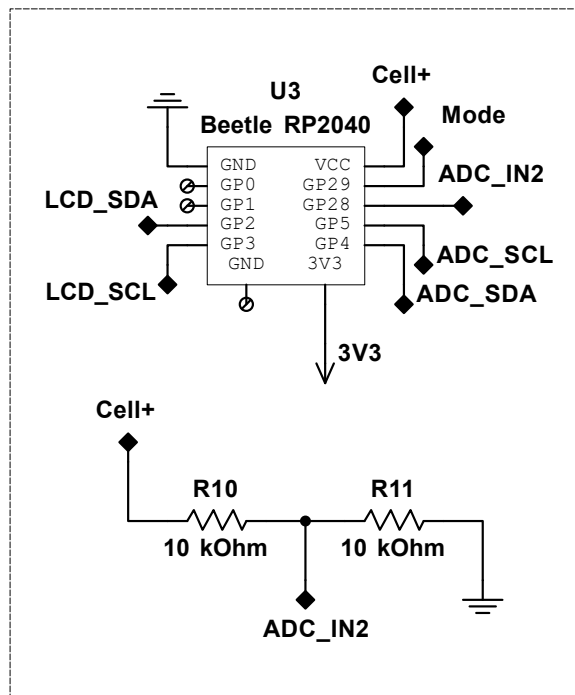 Cell+
U3
Mode
Beetle RP2040
ADC_IN2
GND VCC
GP0 GP29
LCD_SDA
GP1 GP28
GP2 GP5
GP3 GP4
ADC_SCL
GND 3V3
LCD_SCL
ADC_SDA
3V3
Cell+
R10 R11
10 kOhm 10 kOhm
ADC_IN2